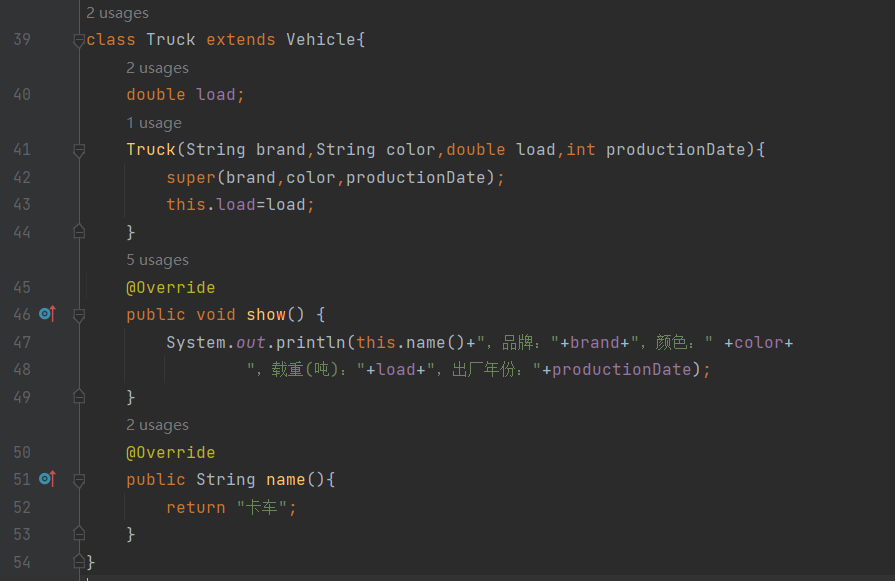 2 usages
39 class Truck extends Vehicle{
2 usages
40 double load;
1 usage
41 Truck(String brand,String color,double load,int productionDate){
42 super(brand,color,productionDate);
43 this.load=load;
44 }
5 usages
45 @Override
46 public void show() {
47 System.out.println(this.name()+", 品牌："+brand+", 颜色：" +color+
48 ", 载重(吨)："+load+", 出厂年份："+productionDate);
49 }
2 usages
50 @Override
51 public String name(){
52 return "卡车";
53 }
54 }